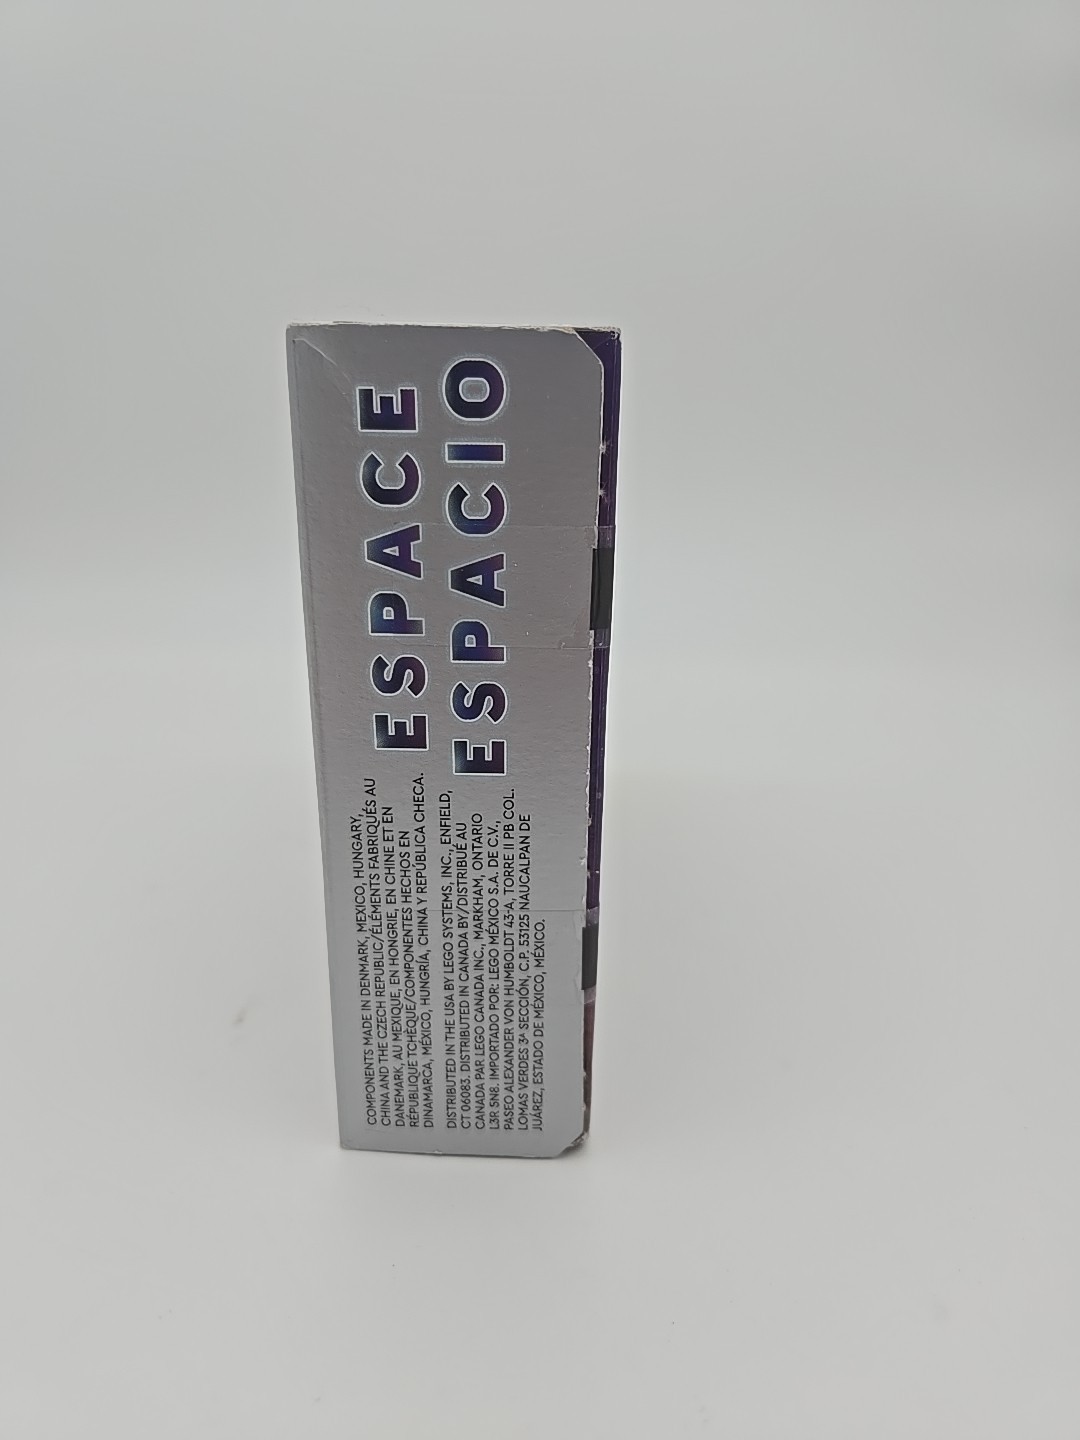 ESPACE
ESPACIO
COMPONENTS MADE IN DENMARK, MEXICO, HUNGARY,
CHINA AND THE CZECH REPUBLIC/ÉLÉMENTS FABRIQUÉS AU
DANEMARK, AU MEXIQUE, EN HONGRIE, EN CHINE ET EN
RÉPUBLIQUE TCHÈQUE/COMPONENTES HECHOS EN
DINAMARCA, MÉXICO, HUNGRÍA, CHINA Y REPÚBLICA CHECA.
DISTRIBUTED IN THE USA BY LEGO SYSTEMS, INC., ENFIELD,
CT 06083. DISTRIBUTED IN CANADA BY/DISTRIBUÉ AU
CANADA PAR LEGO CANADA INC., MARKHAM, ONTARIO
L3R 5N8. IMPORTADO POR: LEGO MÉXICO S.A. DE C.V.,
PASEO ALEXANDER VON HUMBOLDT 43-A, TORRE II PB COL.
LOMAS VERDES 3ª SECCIÓN, C.P. 53125 NAUCALPAN DE
JUÁREZ, ESTADO DE MÉXICO, MÉXICO.